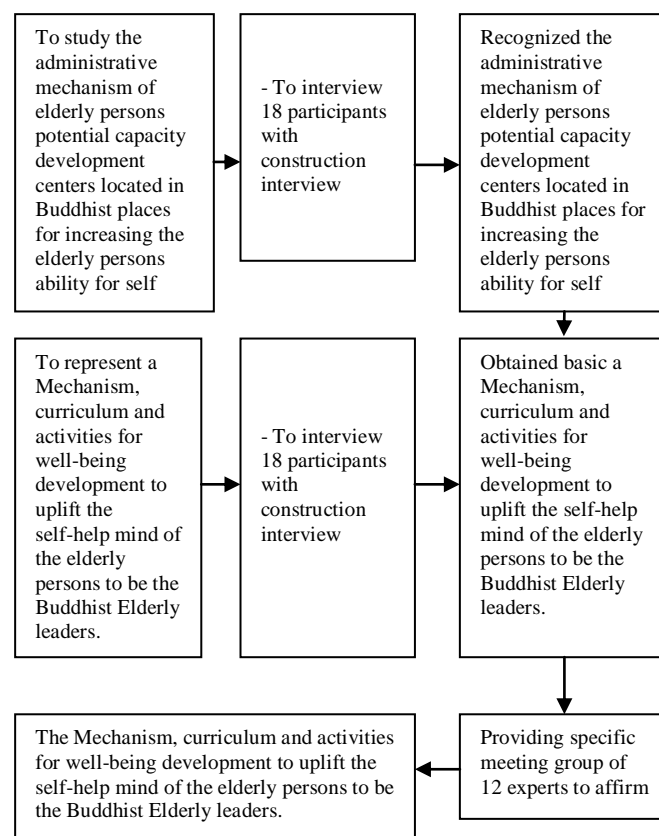 To study the
administrative
mechanism of
elderly persons
potential capacity
development
centers located in
Buddhist places
for increasing the
elderly persons
ability for self
- To interview
18 participants
with
construction
interview
Recognized the
administrative
mechanism of
elderly persons
potential capacity
development
centers located in
Buddhist places for
increasing the
elderly persons
ability for self
To represent a
Mechanism,
curriculum and
activities for
well-being
development to
uplift the
self-help mind of
the elderly
persons to be the
Buddhist Elderly
leaders.
- To interview
18 participants
with
construction
interview
Obtained basic a
Mechanism,
curriculum and
activities for
well-being
development to
uplift the self-help
mind of the elderly
persons to be the
Buddhist Elderly
leaders.
The Mechanism, curriculum and activities
for well-being development to uplift the
self-help mind of the elderly persons to be
the Buddhist Elderly leaders.
Providing specific
meeting group of
12 experts to affirm